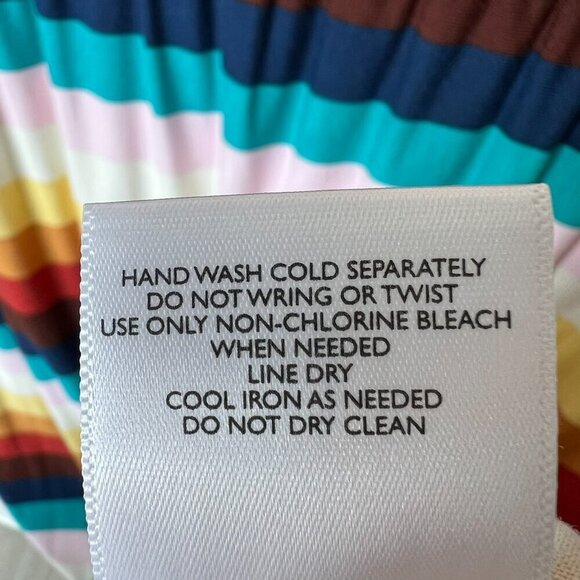 HAND WASH COLD SEPARATELY
DO NOT WRING OR TWIST
USE ONLY NON-CHLORINE BLEACH
WHEN NEEDED
LINE DRY
COOL IRON AS NEEDED
DO NOT DRY CLEAN